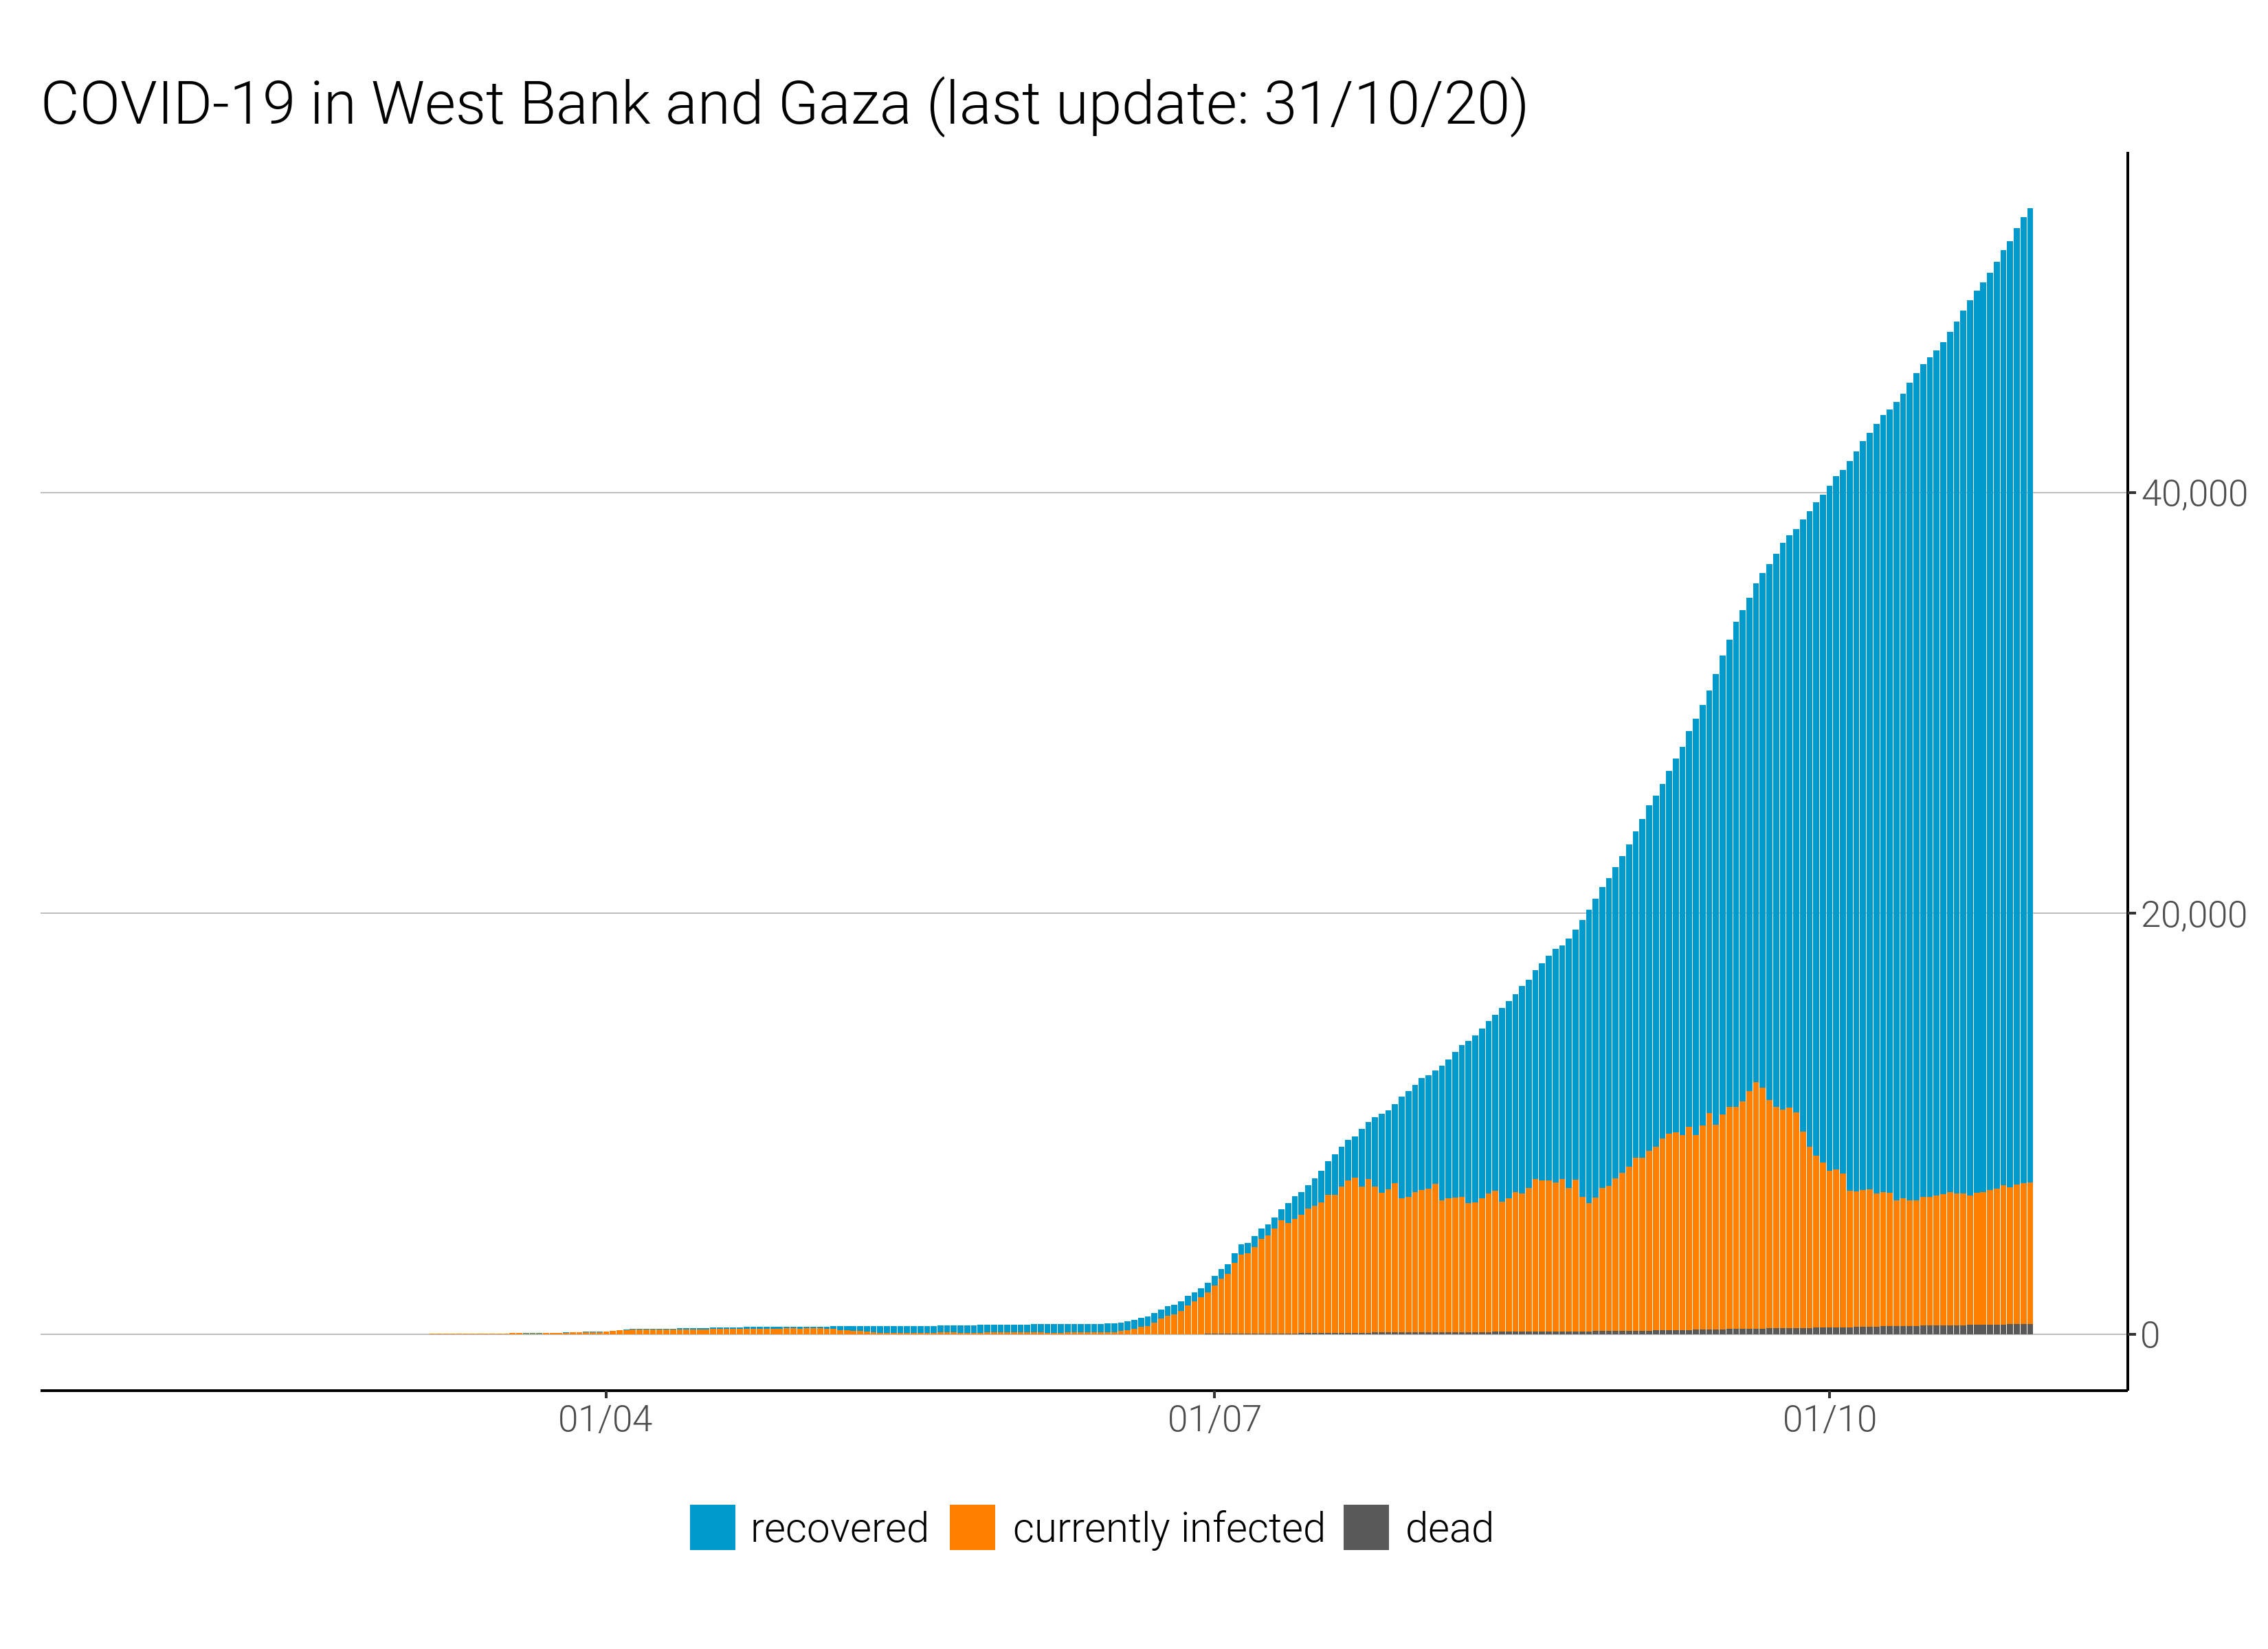 COVID-19 in West Bank and Gaza (last update: 31/10/20)
40,000
20,000
0
01/04 01/07 01/10
recovered currently infected dead